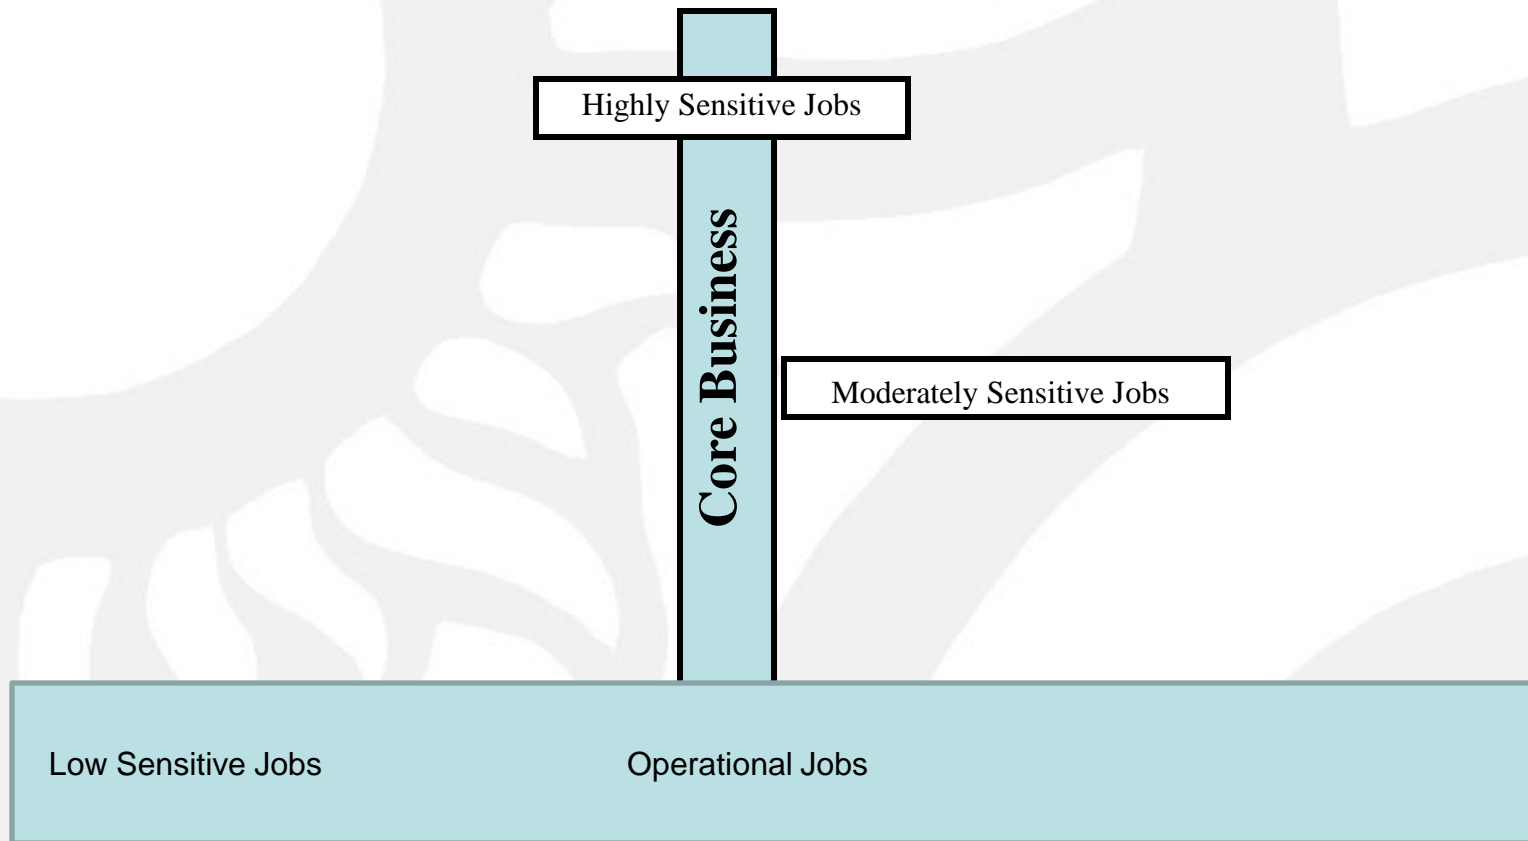 Highly Sensitive Jobs
Core Business
Moderately Sensitive Jobs
Low Sensitive Jobs
Operational Jobs